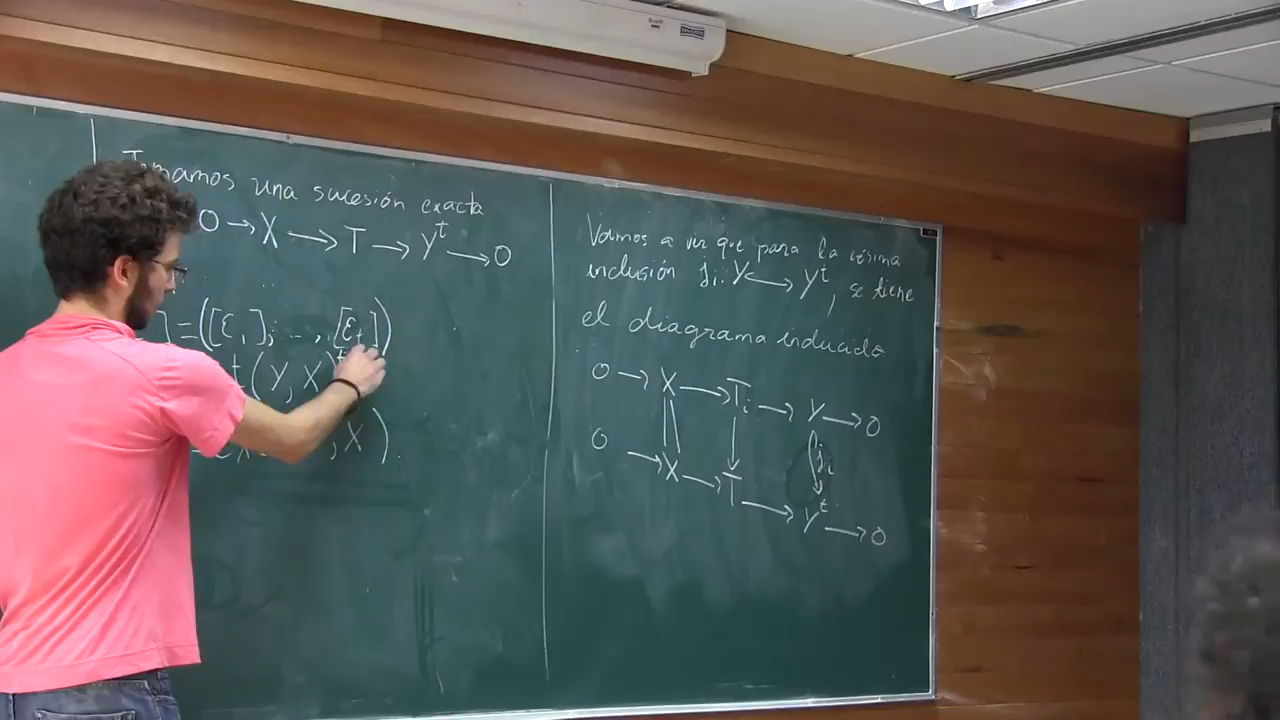 Tomamos una sucesión exacta
0 → X → T → Y^t → 0
] = ([ε₁], ..., [ε_t])
t(Y, X)^t
, X).
Vamos a ver que para la i-ésima
inclusión j_i: Y ↪ Y^t, se tiene
el diagrama inducido
0 → X → T_i → Y → 0
j_i
0 → X → T → Y^t → 0